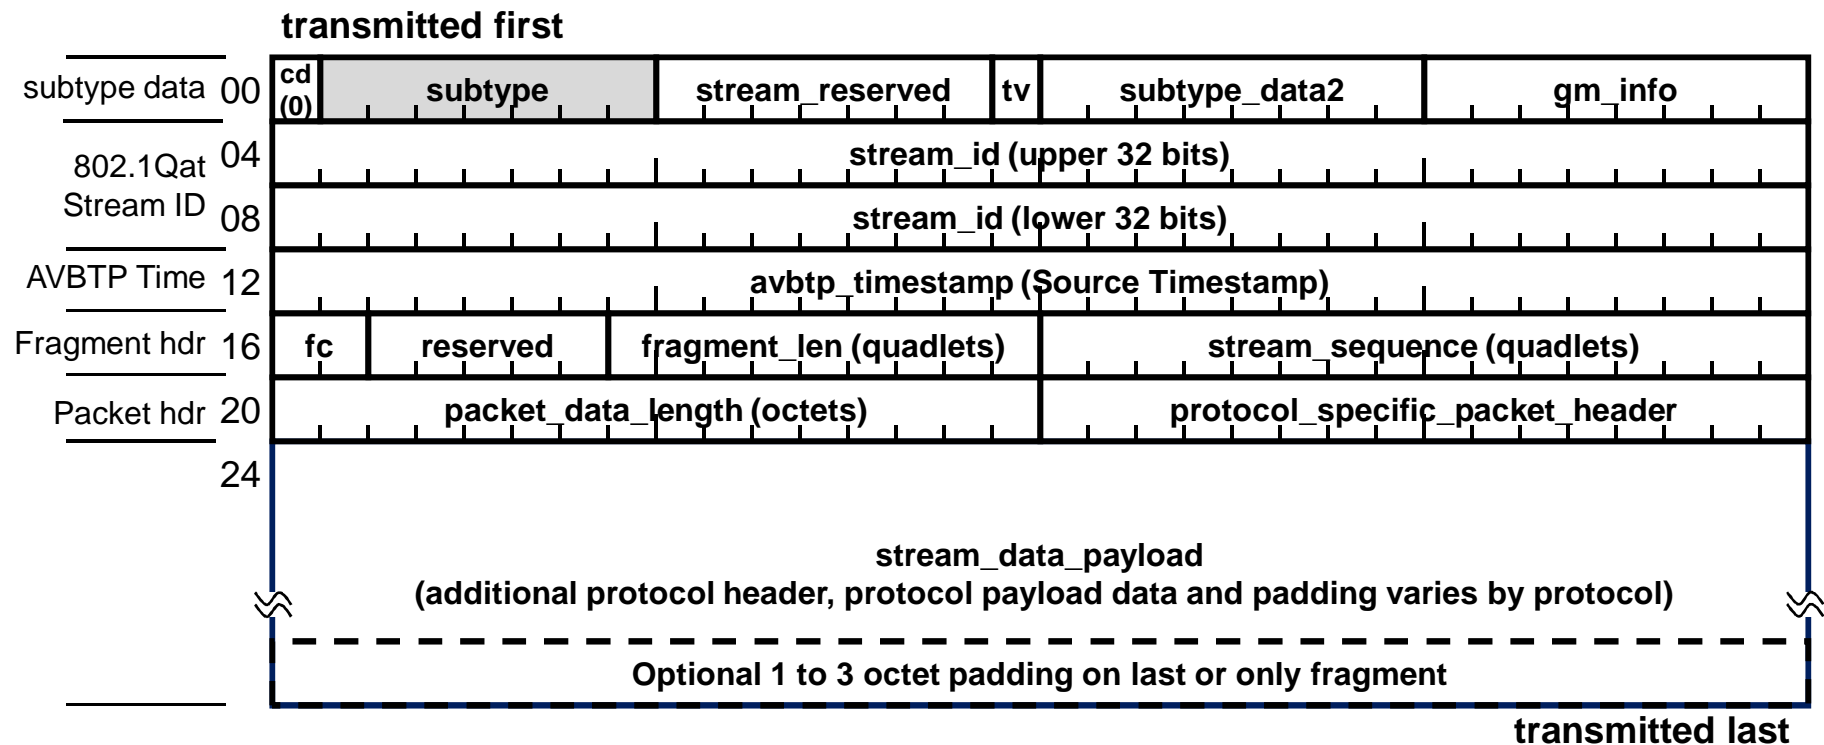 transmitted first
subtype data 00 cd (0) subtype stream_reserved tv subtype_data2 gm_info
802.1Qat Stream ID
04 stream_id (upper 32 bits)
08 stream_id (lower 32 bits)
AVBTP Time 12 avbtp_timestamp (Source Timestamp)
Fragment hdr 16 fc reserved fragment_len (quadlets) stream_sequence (quadlets)
Packet hdr 20 packet_data_length (octets) protocol_specific_packet_header
24
stream_data_payload
(additional protocol header, protocol payload data and padding varies by protocol)
Optional 1 to 3 octet padding on last or only fragment
transmitted last